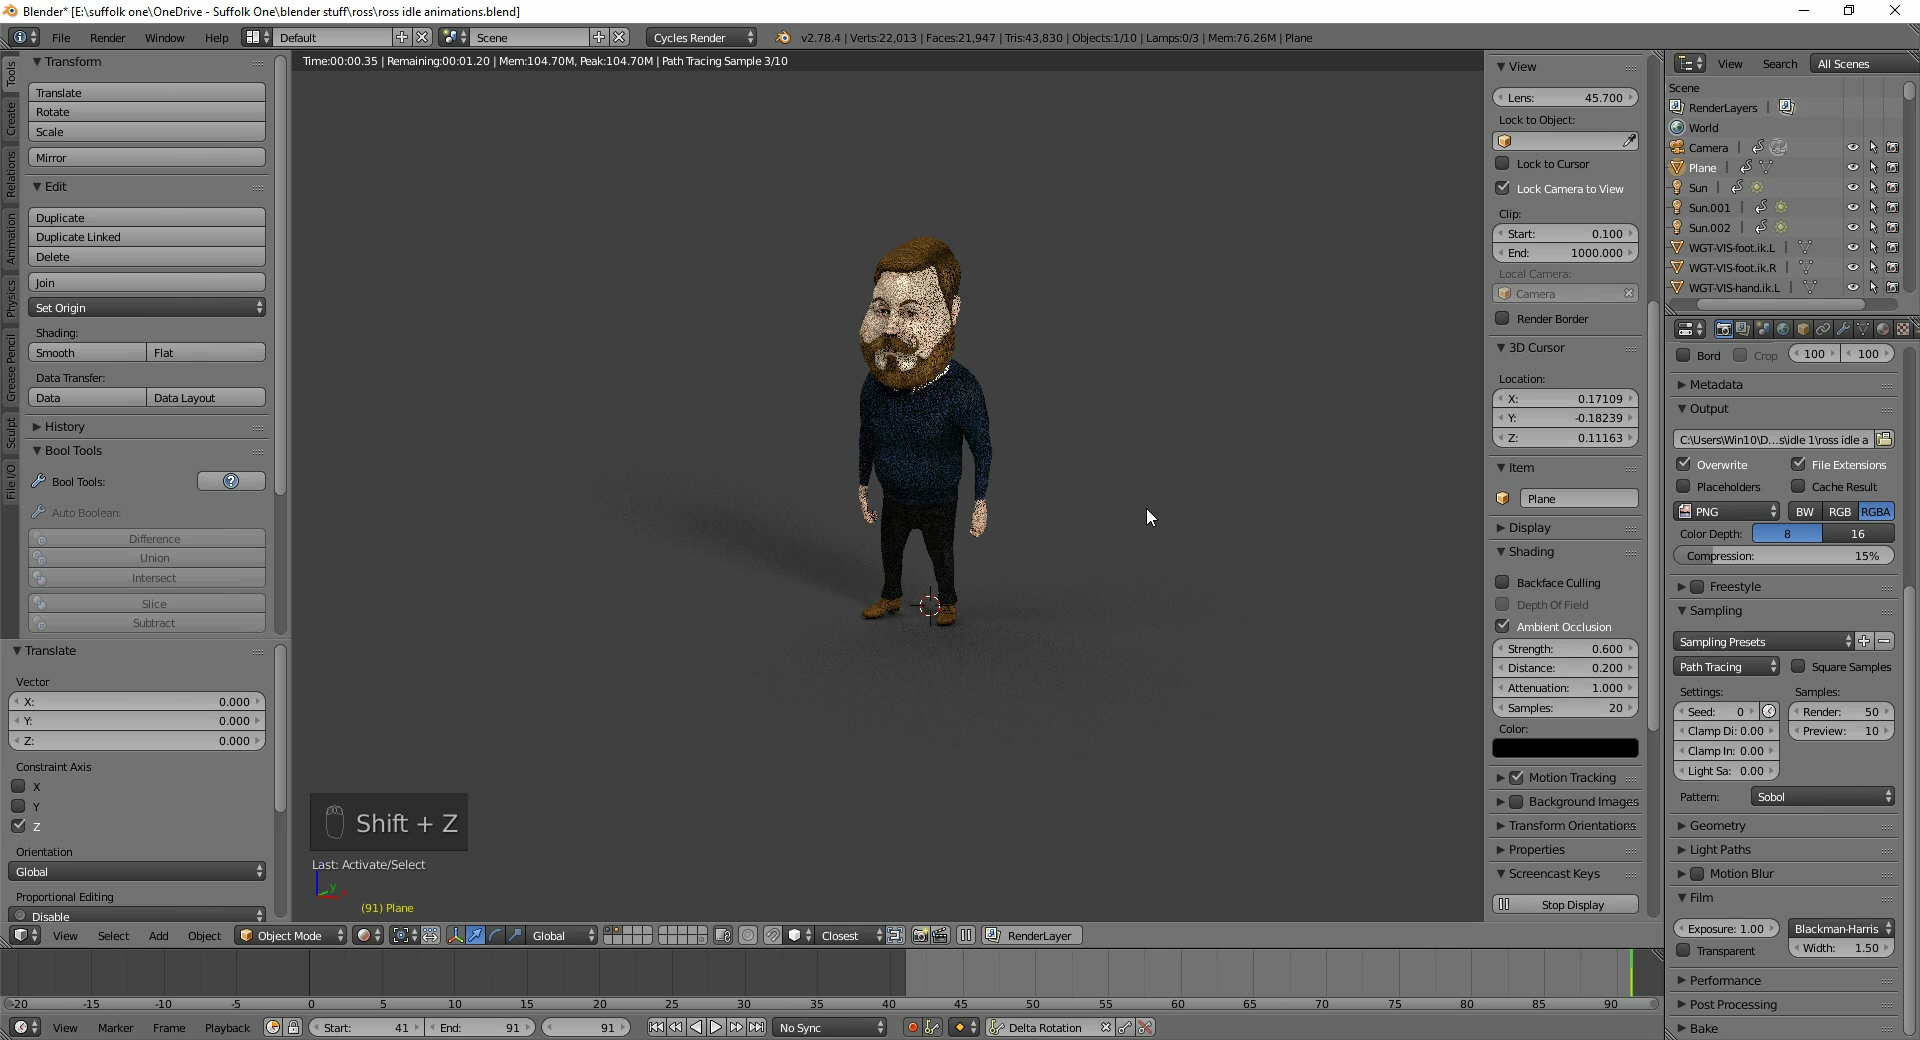 Blender* [E:\suffolk one\OneDrive - Suffolk One\blender stuff\ross\ross idle animations.blend]
File Render Window Help Default Scene Cycles Render v2.78.4 | Verts:22,013 | Faces:21,947 | Tris:43,830 | Objects:1/10 | Lamps:0/3 | Mem:76.26M | Plane
Time:00:00.35 | Remaining:00:01.20 | Mem:104.70M, Peak:104.70M | Path Tracing Sample 3/10
Tools
Create
Relations
Animation
Physics
Grease Pencil
Sculpt
File I/O
Transform
Translate
Rotate
Scale
Mirror
Edit
Duplicate
Duplicate Linked
Delete
Join
Set Origin
Shading:
Smooth Flat
Data Transfer:
Data Data Layout
History
Bool Tools
Bool Tools: ?
Auto Boolean:
Difference
Union
Intersect
Slice
Subtract
Translate
Vector
X: 0.000
Y: 0.000
Z: 0.000
Constraint Axis
X
Y
Z
Orientation
Global
Proportional Editing
Disable
Shift + Z
Last: Activate/Select
y
(91) Plane
View
Lens: 45.700
Lock to Object:
Lock to Cursor
Lock Camera to View
Clip:
Start: 0.100
End: 1000.000
Local Camera:
Camera
Render Border
3D Cursor
Location:
X: 0.17109
Y: -0.18239
Z: 0.11163
Item
Plane
Display
Shading
Backface Culling
Depth Of Field
Ambient Occlusion
Strength: 0.600
Distance: 0.200
Attenuation: 1.000
Samples: 20
Color:
Motion Tracking
Background Images
Transform Orientations
Properties
Screencast Keys
Stop Display
View Search All Scenes
Scene
RenderLayers |
World
Camera |
Plane |
Sun |
Sun.001 |
Sun.002 |
WGT-VIS-foot.ik.L |
WGT-VIS-foot.ik.R |
WGT-VIS-hand.ik.L |
Bord Crop 100 100
Metadata
Output
C:\Users\Win10\D...s\idle 1\ross idle a
Overwrite File Extensions
Placeholders Cache Result
PNG BW RGB RGBA
Color Depth: 8 16
Compression: 15%
Freestyle
Sampling
Sampling Presets
Path Tracing Square Samples
Settings: Samples:
Seed: 0 Render: 50
Clamp Di: 0.00 Preview: 10
Clamp In: 0.00
Light Sa: 0.00
Pattern: Sobol
Geometry
Light Paths
Motion Blur
Film
Exposure: 1.00 Blackman-Harris
Transparent Width: 1.50
Performance
Post Processing
Bake
View Select Add Object Object Mode Global Closest RenderLayer
-20 -15 -10 -5 0 5 10 15 20 25 30 35 40 45 50 55 60 65 70 75 80 85 90
View Marker Frame Playback Start: 41 End: 91 91 No Sync Delta Rotation